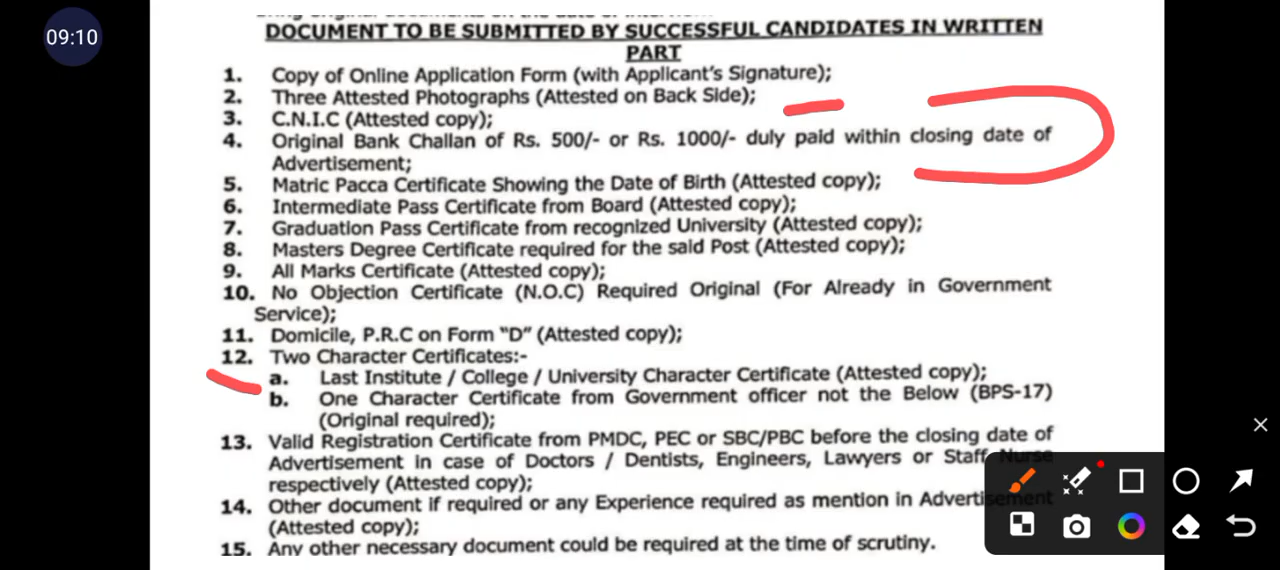 09:10
DOCUMENT TO BE SUBMITTED BY SUCCESSFUL CANDIDATES IN WRITTEN
PART
1. Copy of Online Application Form (with Applicant's Signature);
2. Three Attested Photographs (Attested on Back Side);
3. C.N.I.C (Attested copy);
4. Original Bank Challan of Rs. 500/- or Rs. 1000/- duly paid within closing date of
Advertisement;
5. Matric Pacca Certificate Showing the Date of Birth (Attested copy);
6. Intermediate Pass Certificate from Board (Attested copy);
7. Graduation Pass Certificate from recognized University (Attested copy);
8. Masters Degree Certificate required for the said Post (Attested copy);
9. All Marks Certificate (Attested copy);
10. No Objection Certificate (N.O.C) Required Original (For Already in Government
Service);
11. Domicile, P.R.C on Form "D" (Attested copy);
12. Two Character Certificates:-
a. Last Institute / College / University Character Certificate (Attested copy);
b. One Character Certificate from Government officer not the Below (BPS-17)
(Original required);
13. Valid Registration Certificate from PMDC, PEC or SBC/PBC before the closing date of
Advertisement in case of Doctors / Dentists, Engineers, Lawyers or Staff Nurse
respectively (Attested copy);
14. Other document if required or any Experience required as mention in Advertisement
(Attested copy);
15. Any other necessary document could be required at the time of scrutiny.